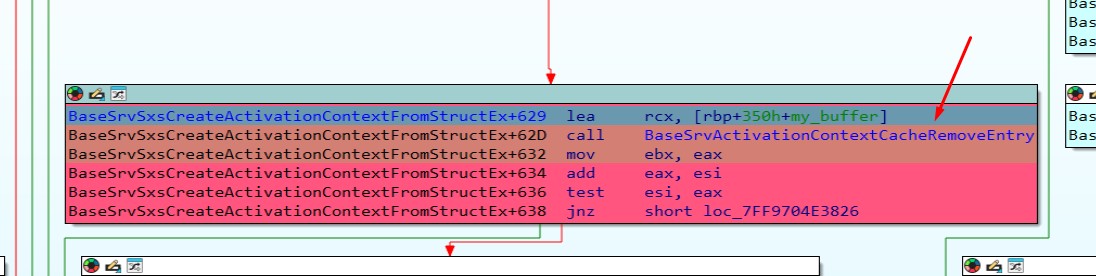 Bas
Bas
Bas
BaseSrvSxsCreateActivationContextFromStructEx+629 lea rcx, [rbp+350h+my_buffer]
BaseSrvSxsCreateActivationContextFromStructEx+62D call BaseSrvActivationContextCacheRemoveEntry
BaseSrvSxsCreateActivationContextFromStructEx+632 mov ebx, eax
BaseSrvSxsCreateActivationContextFromStructEx+634 add eax, esi
BaseSrvSxsCreateActivationContextFromStructEx+636 test esi, eax
BaseSrvSxsCreateActivationContextFromStructEx+638 jnz short loc_7FF9704E3826
Bas
Bas